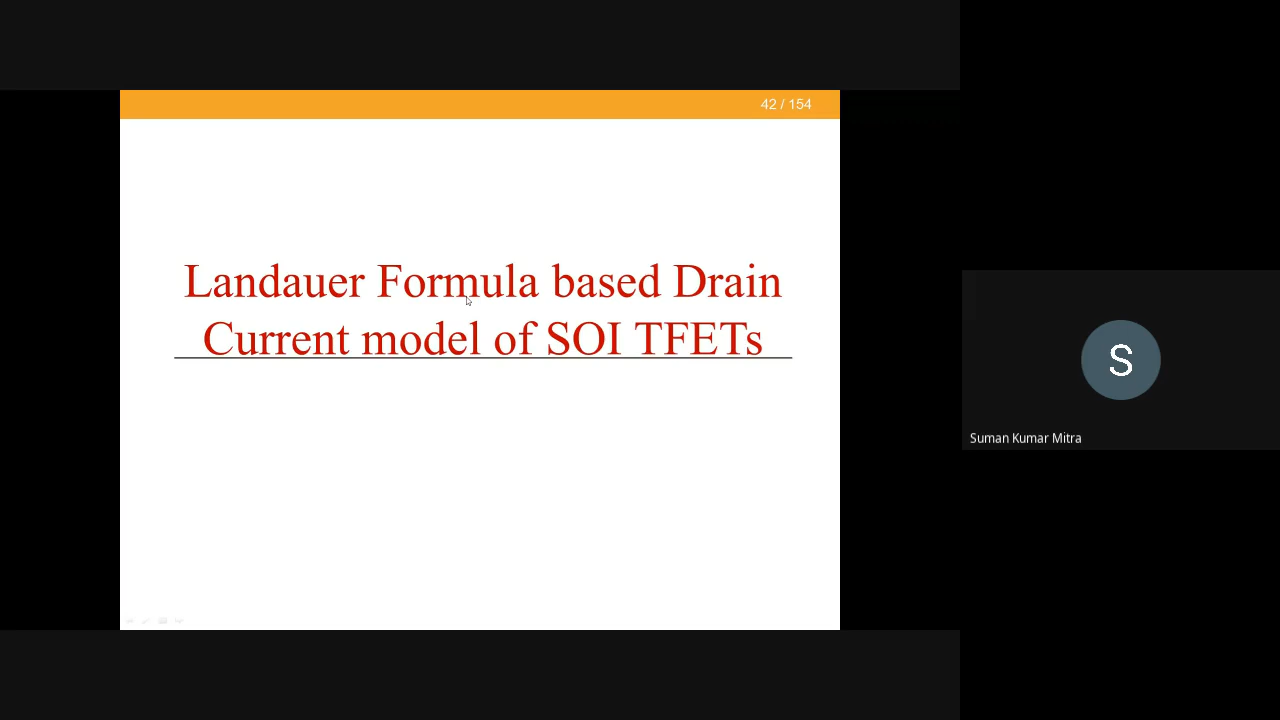 42 / 154
Landauer Formula based Drain
Current model of SOI TFETs
S
Suman Kumar Mitra